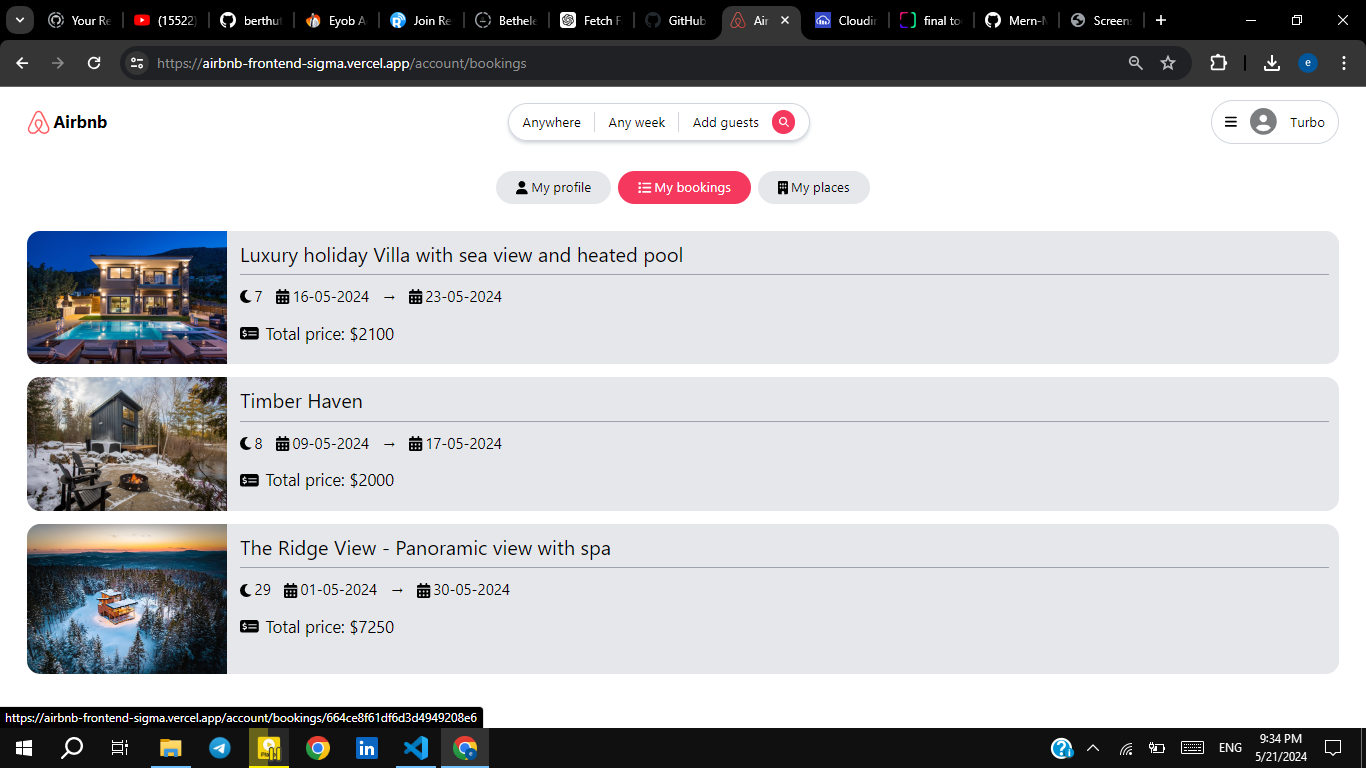 Your Re
(15522)
berthut
Eyob A
Join Re
Bethele
Fetch F
GitHub
Air
Cloudin
final to
Mern-M
Screens
https://airbnb-frontend-sigma.vercel.app/account/bookings
e
Airbnb
Anywhere
Any week
Add guests
Turbo
My profile
My bookings
My places
Luxury holiday Villa with sea view and heated pool
7 16-05-2024 → 23-05-2024
Total price: $2100
Timber Haven
8 09-05-2024 → 17-05-2024
Total price: $2000
The Ridge View - Panoramic view with spa
29 01-05-2024 → 30-05-2024
Total price: $7250
https://airbnb-frontend-sigma.vercel.app/account/bookings/664ce8f61df6d3d4949208e6
ENG
9:34 PM
5/21/2024